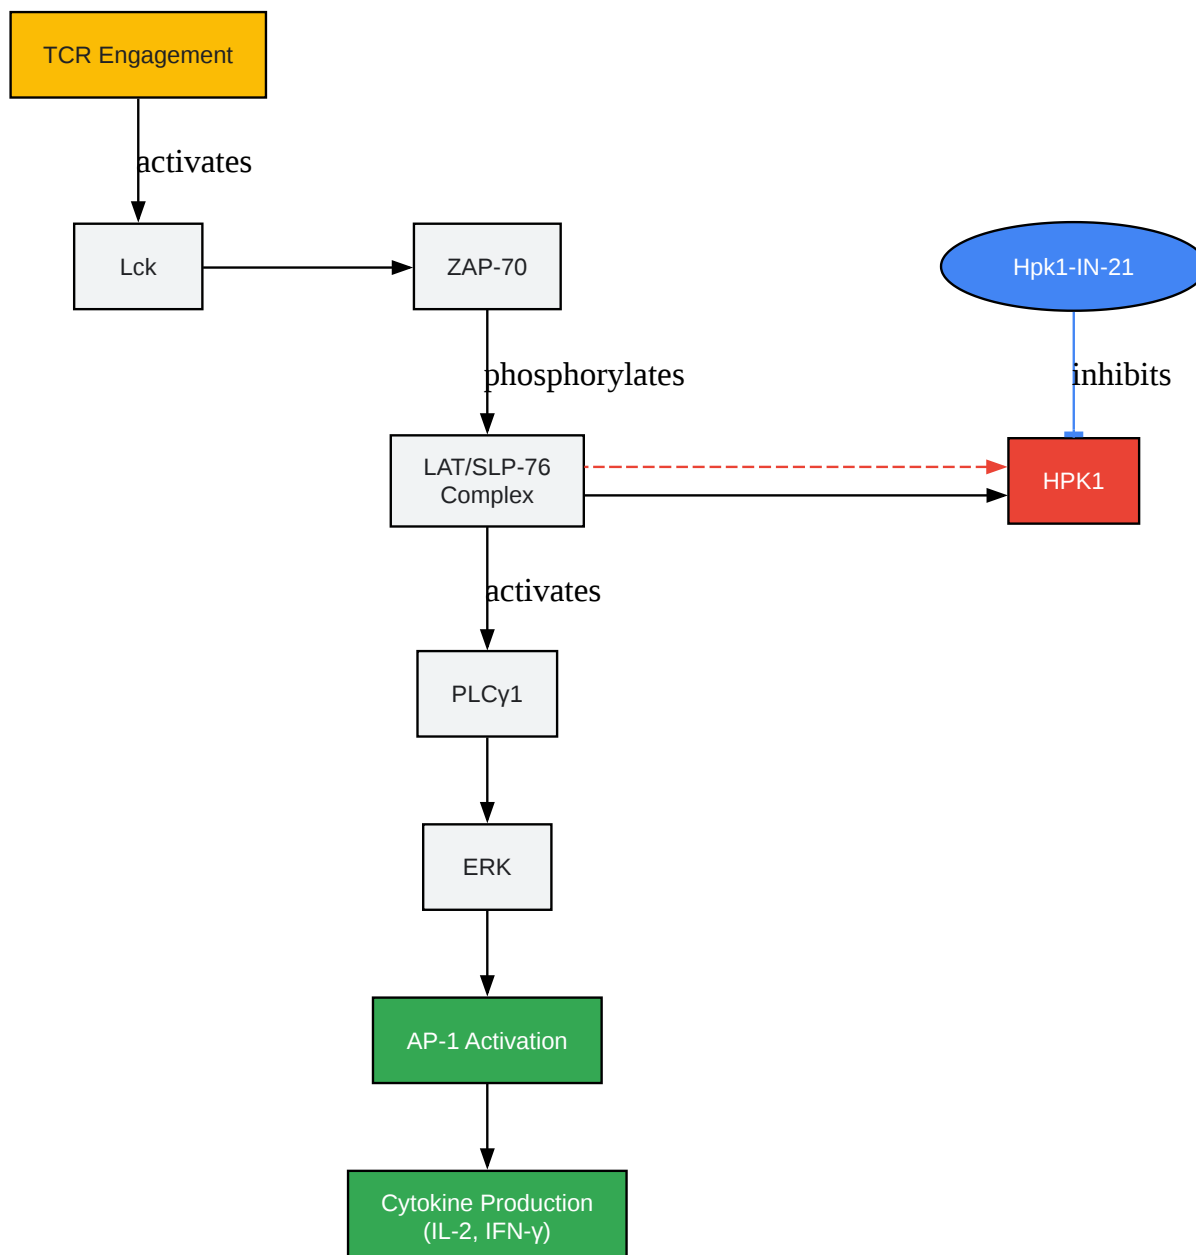 TCR Engagement
activates
Lck
ZAP-70
Hpk1-IN-21
phosphorylates
inhibits
LAT/SLP-76
Complex
HPK1
activates
PLCγ1
ERK
AP-1 Activation
Cytokine Production
(IL-2, IFN-γ)